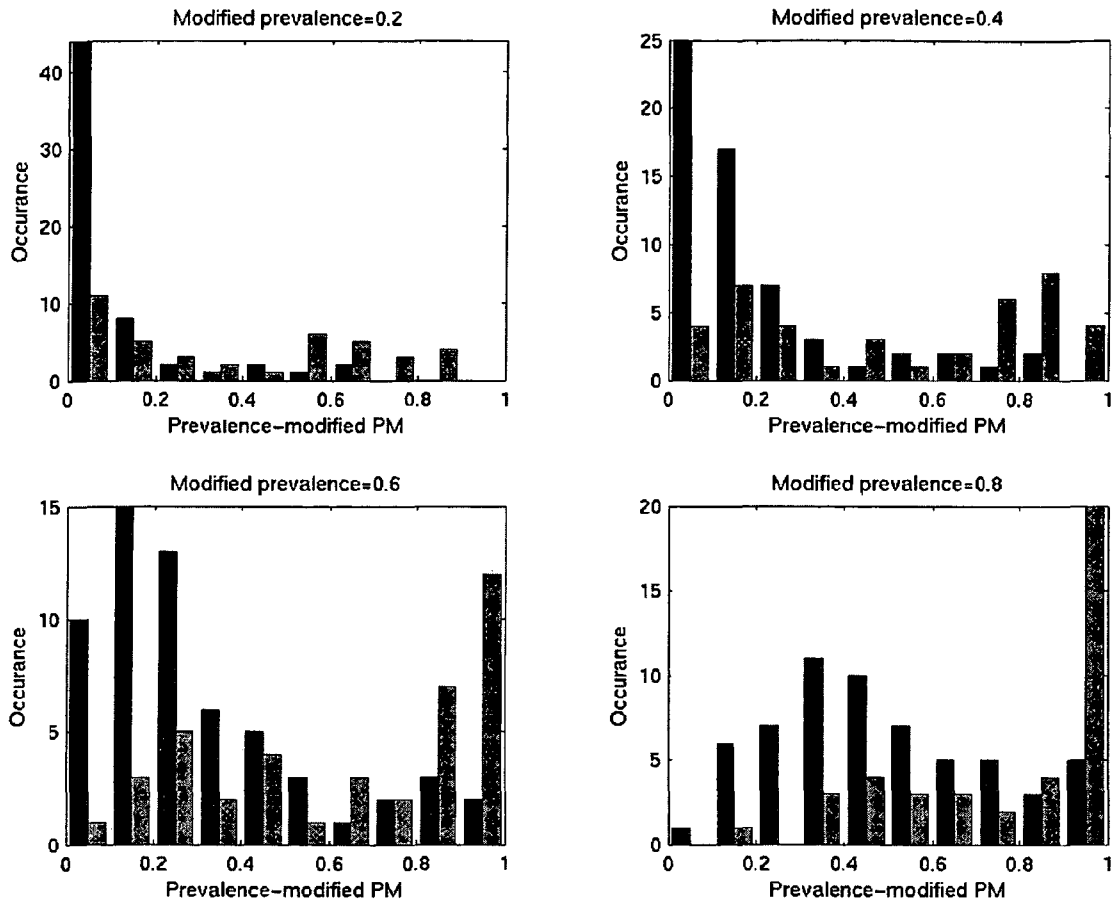 Modified prevalence=0.2
40
30
20
10
0
Occurance
0 0.2 0.4 0.6 0.8 1
Prevalence-modified PM
Modified prevalence=0.4
25
20
15
10
5
0
Occurance
0 0.2 0.4 0.6 0.8 1
Prevalence-modified PM
Modified prevalence=0.6
15
10
5
0
Occurance
0 0.2 0.4 0.6 0.8 1
Prevalence-modified PM
Modified prevalence=0.8
20
15
10
5
0
Occurance
0 0.2 0.4 0.6 0.8 1
Prevalence-modified PM